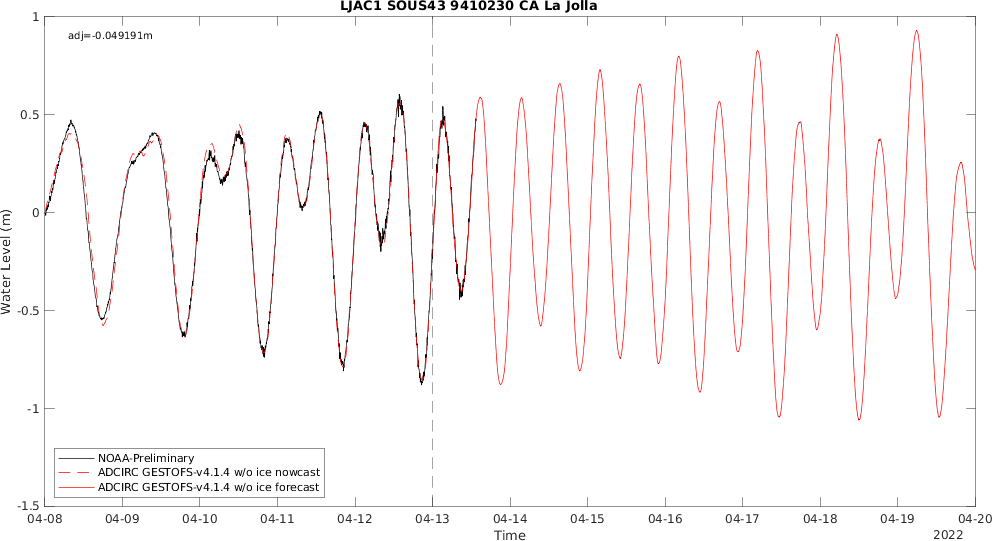 LJAC1 SOUS43 9410230 CA La Jolla
adj=-0.049191m
1
0.5
0
-0.5
-1
-1.5
Water Level (m)
NOAA-Preliminary
ADCIRC GESTOFS-v4.1.4 w/o ice nowcast
ADCIRC GESTOFS-v4.1.4 w/o ice forecast
04-08 04-09 04-10 04-11 04-12 04-13 04-14 04-15 04-16 04-17 04-18 04-19 04-20
Time
2022